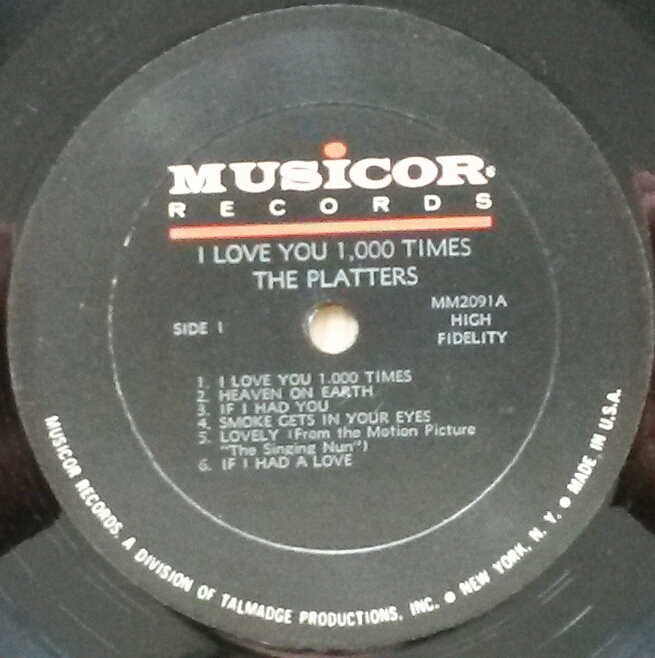 MUSICOR®
RECORDS
I LOVE YOU 1,000 TIMES
THE PLATTERS
MM2091A
SIDE 1
HIGH
FIDELITY
1. I LOVE YOU 1.000 TIMES
2. HEAVEN ON EARTH
3. IF I HAD YOU
4. SMOKE GETS IN YOUR EYES
5. LOVELY (From the Motion Picture
"The Singing Nun")
6. IF I HAD A LOVE
MUSICOR RECORDS, A DIVISION OF TALMADGE PRODUCTIONS, INC. ● NEW YORK, N. Y. ● MADE IN U.S.A.